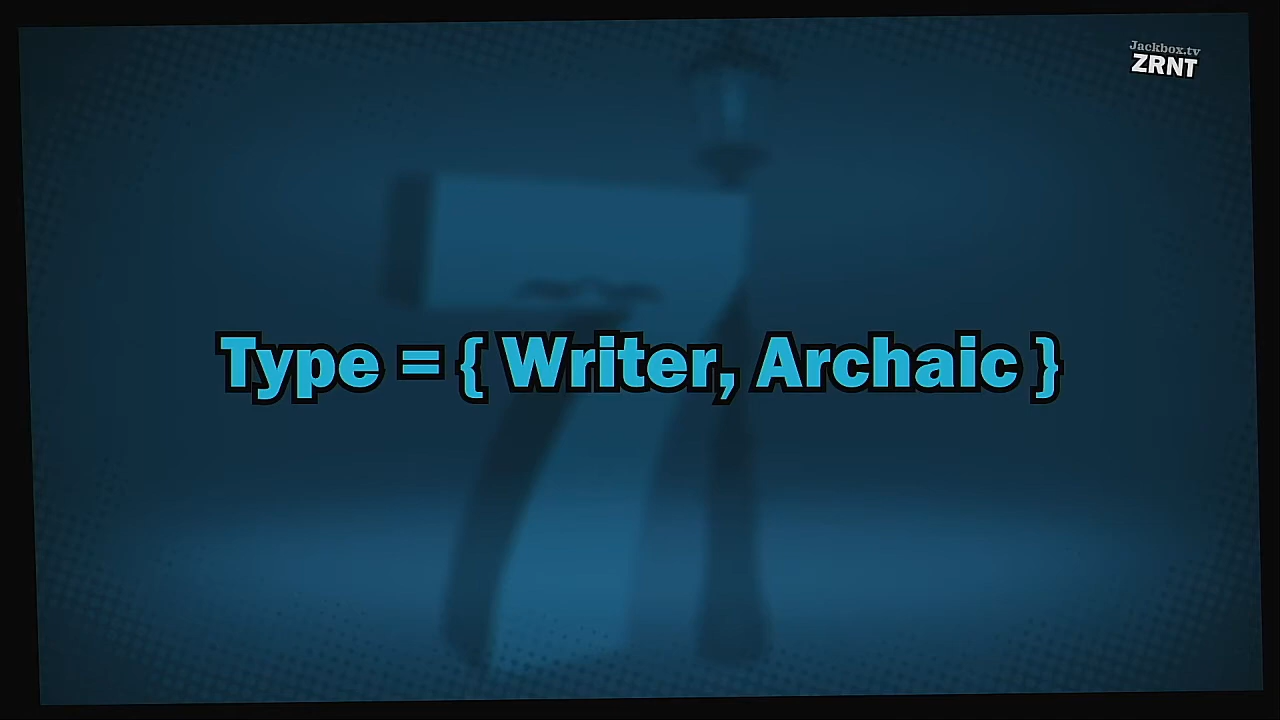 Jackbox.tv
ZRNT
Type = { Writer, Archaic }